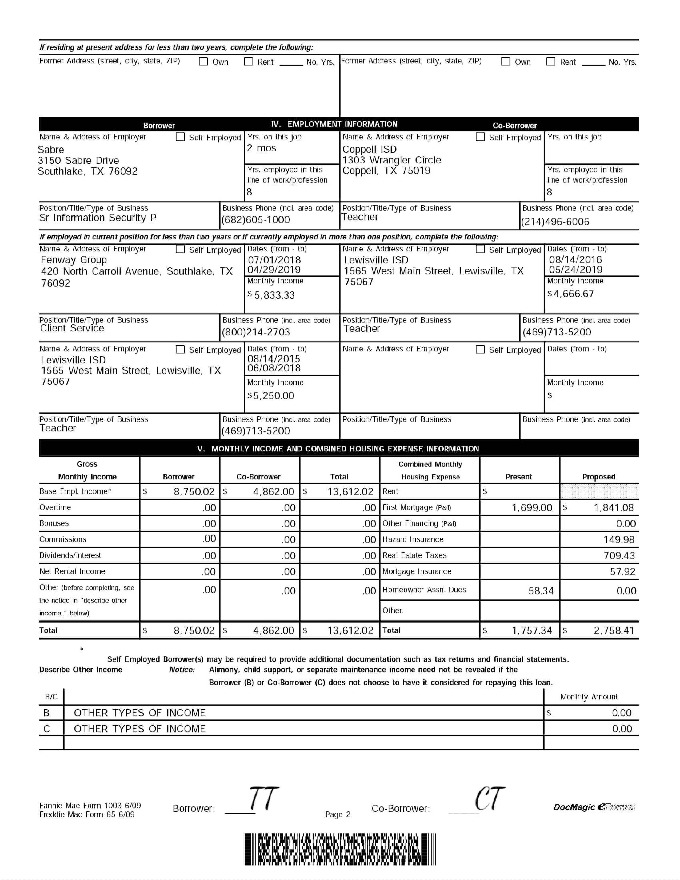 If residing at present address for less than two years, complete the following:
Former Address (street, city, state, ZIP) Own Rent _____ No. Yrs. Former Address (street, city, state, ZIP) Own Rent _____ No. Yrs.
Borrower IV. EMPLOYMENT INFORMATION Co-Borrower
Name & Address of Employer Self Employed Yrs. on this job Name & Address of Employer Self Employed Yrs. on this job
Sabre 2 mos Coppell ISD
3150 Sabre Drive 1303 Wrangler Circle
Southlake, TX 76092 Yrs. employed in this Coppell, TX 75019 Yrs. employed in this
line of work/profession line of work/profession
8 8
Position/Title/Type of Business Business Phone (incl. area code) Position/Title/Type of Business Business Phone (incl. area code)
Sr Information Security P (682)605-1000 Teacher (214)496-6006
If employed in current position for less than two years or if currently employed in more than one position, complete the following:
Name & Address of Employer Self Employed Dates (from - to) Name & Address of Employer Self Employed Dates (from - to)
Fenway Group 07/01/2018 Lewisville ISD 08/14/2016
420 North Carroll Avenue, Southlake, TX 04/29/2019 1565 West Main Street, Lewisville, TX 05/24/2019
76092 Monthly Income 75067 Monthly Income
$ 5,833.33 $ 4,666.67
Position/Title/Type of Business Business Phone (incl. area code) Position/Title/Type of Business Business Phone (incl. area code)
Client Service (800)214-2703 Teacher (469)713-5200
Name & Address of Employer Self Employed Dates (from - to) Name & Address of Employer Self Employed Dates (from - to)
Lewisville ISD 08/14/2015
1565 West Main Street, Lewisville, TX 06/08/2018
75067 Monthly Income Monthly Income
$ 5,250.00 $
Position/Title/Type of Business Business Phone (incl. area code) Position/Title/Type of Business Business Phone (incl. area code)
Teacher (469)713-5200
V. MONTHLY INCOME AND COMBINED HOUSING EXPENSE INFORMATION
Gross Combined Monthly
Monthly Income Borrower Co-Borrower Total Housing Expense Present Proposed
Base Empl. Income* $ 8,750.02 $ 4,862.00 $ 13,612.02 Rent $
Overtime .00 .00 .00 First Mortgage (P&I) 1,699.00 $ 1,841.08
Bonuses .00 .00 .00 Other Financing (P&I) 0.00
Commissions .00 .00 .00 Hazard Insurance 149.98
Dividends/Interest .00 .00 .00 Real Estate Taxes 709.43
Net Rental Income .00 .00 .00 Mortgage Insurance 57.92
Other (before completing, see .00 .00 .00 Homeowner Assn. Dues 58.34 0.00
the notice in "describe other
income," below) Other:
Total $ 8,750.02 $ 4,862.00 $ 13,612.02 Total $ 1,757.34 $ 2,758.41
*
Self Employed Borrower(s) may be required to provide additional documentation such as tax returns and financial statements.
Describe Other Income Notice: Alimony, child support, or separate maintenance income need not be revealed if the
Borrower (B) or Co-Borrower (C) does not choose to have it considered for repaying this loan.
B/C Monthly Amount
B OTHER TYPES OF INCOME $ 0.00
C OTHER TYPES OF INCOME 0.00
Fannie Mae Form 1003 6/09 Borrower: TT Co-Borrower: CT DocMagic
Freddie Mac Form 65 6/09 Page 2